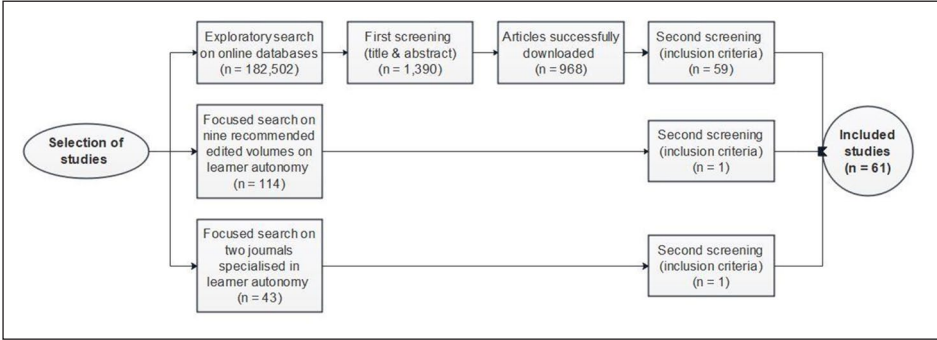 Selection of
studies
Exploratory search
on online databases
(n = 182,502)
First screening
(title & abstract)
(n = 1,390)
Articles successfully
downloaded
(n = 968)
Second screening
(inclusion criteria)
(n = 59)
Focused search on
nine recommended
edited volumes on
learner autonomy
(n = 114)
Second screening
(inclusion criteria)
(n = 1)
Focused search on
two journals
specialised in
learner autonomy
(n = 43)
Second screening
(inclusion criteria)
(n = 1)
Included
studies
(n = 61)